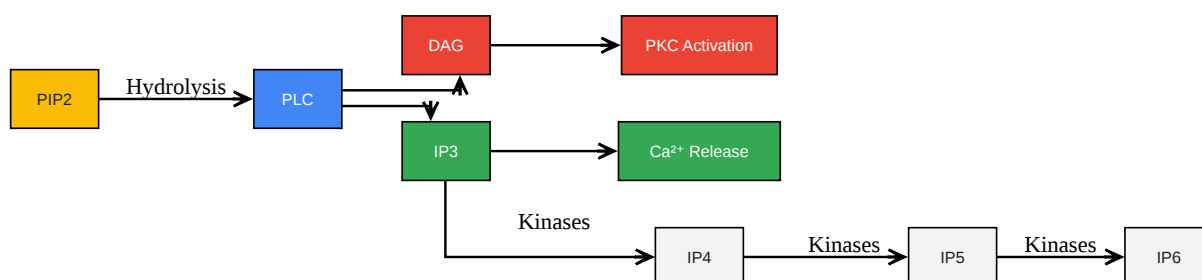 DAG
PKC Activation
PIP2
Hydrolysis
PLC
IP3
Ca²⁺ Release
Kinases
IP4
Kinases
IP5
Kinases
IP6